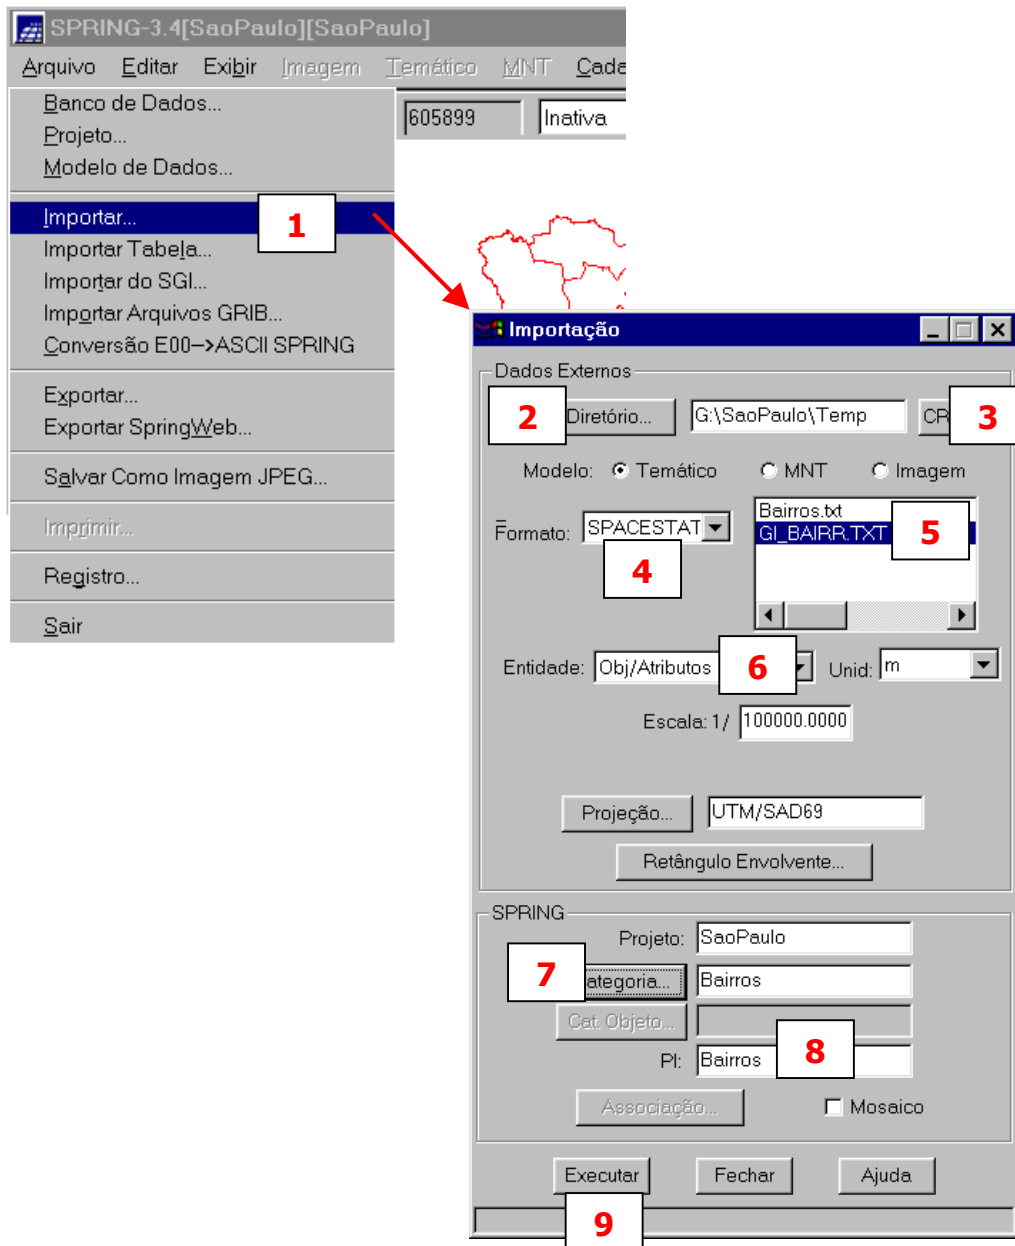 SPRING-3.4[SaoPaulo][SaoPaulo]
Arquivo Editar Exibir Imagem Temático MNT Cada
Banco de Dados...
605899 Inativa
Projeto...
Modelo de Dados...
Importar... 1
Importar Tabela...
Importar do SGI...
Importar Arquivos GRIB...
Conversão E00-->ASCII SPRING
Exportar...
Exportar SpringWeb...
Salvar Como Imagem JPEG...
Imprimir...
Registro...
Sair
Importação
Dados Externos
2 Diretório... G:\SaoPaulo\Temp CR 3
Modelo: Temático MNT Imagem
Formato: SPACESTAT
4
Bairros.txt
GI_BAIRR.TXT 5
Entidade: Obj/Atributos 6 Unid: m
Escala: 1/ 100000.0000
Projeção... UTM/SAD69
Retângulo Envolvente...
SPRING
Projeto: SaoPaulo
7 ategoria... Bairros
Cat. Objeto...
PI: Bairros 8
Associação... Mosaico
Executar Fechar Ajuda
9